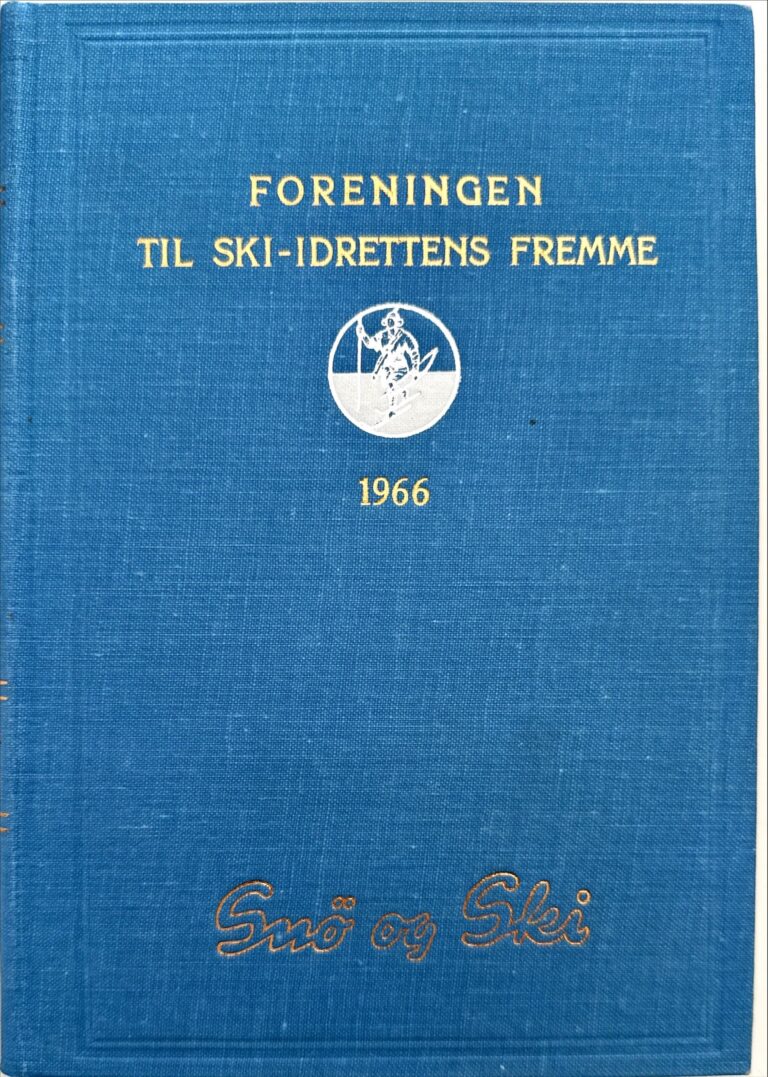 FORENINGEN
TIL SKI-IDRETTENS FREMME
1966
Snö og Ski